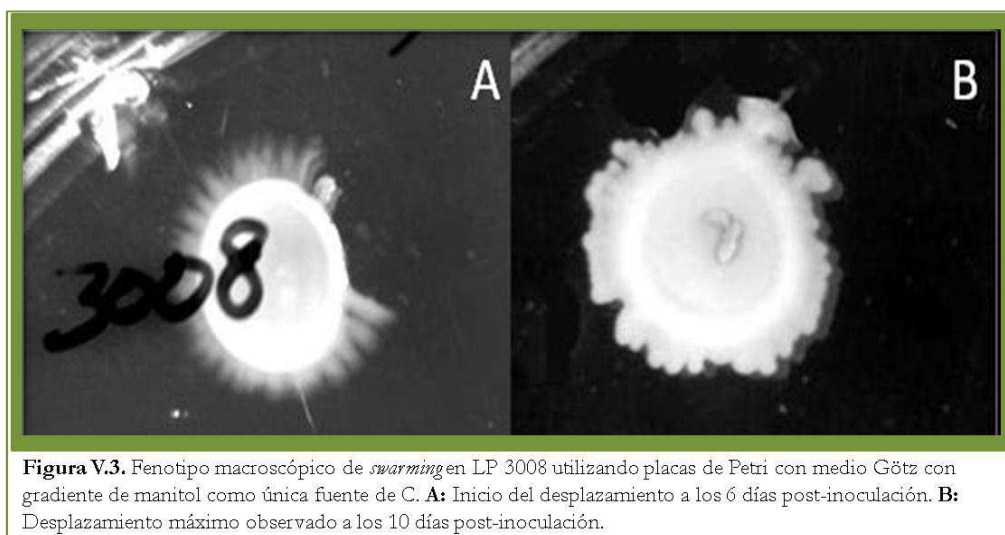 A
B
3008
Figura V.3. Fenotipo macroscópico de swarming en LP 3008 utilizando placas de Petri con medio Götz con
gradiente de manitol como única fuente de C. A: Inicio del desplazamiento a los 6 días post-inoculación. B:
Desplazamiento máximo observado a los 10 días post-inoculación.